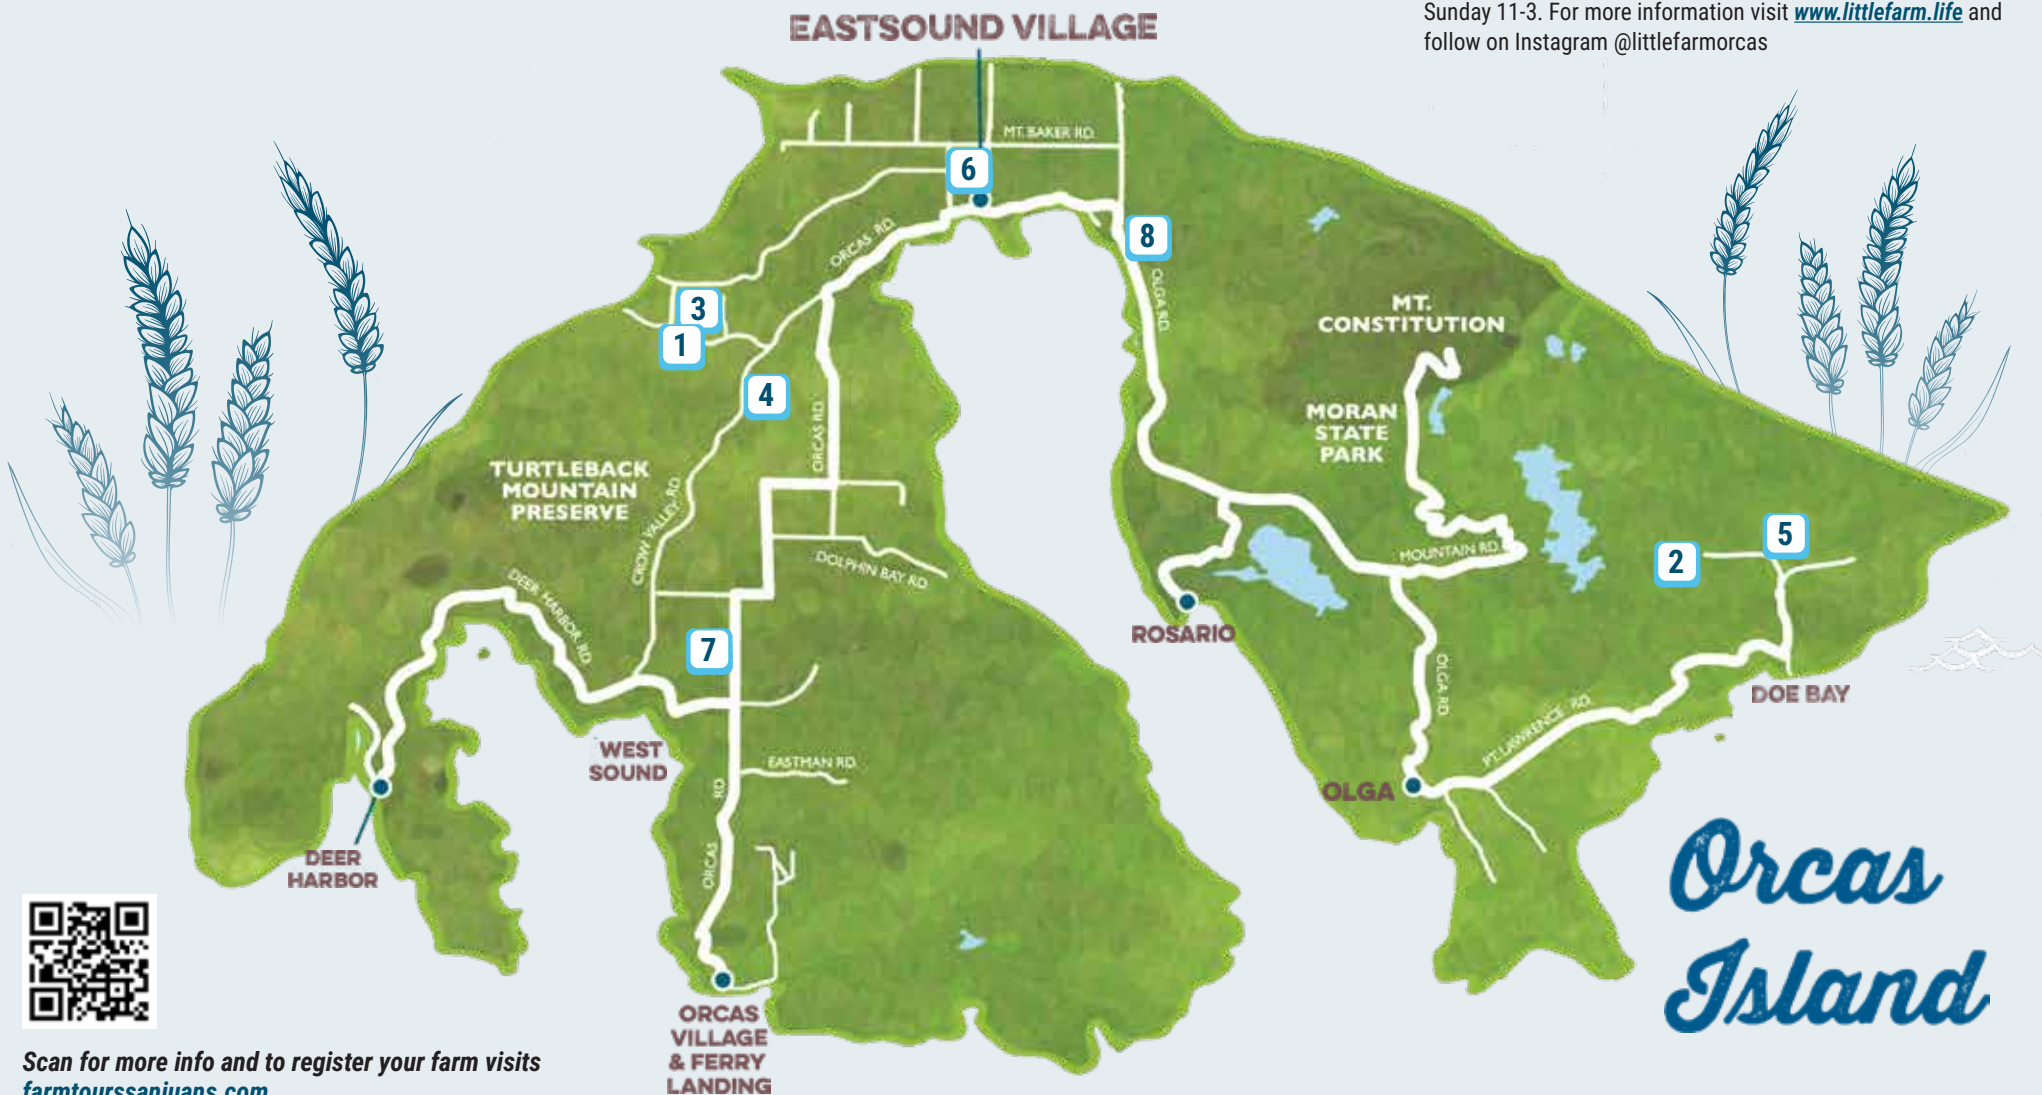 Sunday 11-3. For more information visit www.littlefarm.life and
follow on Instagram @littlefarmorcas
EASTSOUND VILLAGE
MT. BAKER RD.
6
ORCAS RD.
8
OLGA RD.
3
1
4
MT.
CONSTITUTION
MORAN
STATE
PARK
ORCAS RD.
TURTLEBACK
MOUNTAIN
PRESERVE
CROW VALLEY RD.
DOLPHIN BAY RD.
MOUNTAIN RD.
2
5
DEER HARBOR RD.
ROSARIO
7
OLGA RD.
DOE BAY
WEST
SOUND
EASTMAN RD.
PT. LAWRENCE RD.
OLGA
ORCAS RD.
DEER
HARBOR
Orcas
Island
ORCAS
VILLAGE
& FERRY
LANDING
Scan for more info and to register your farm visits
farmtourssanjuans.com